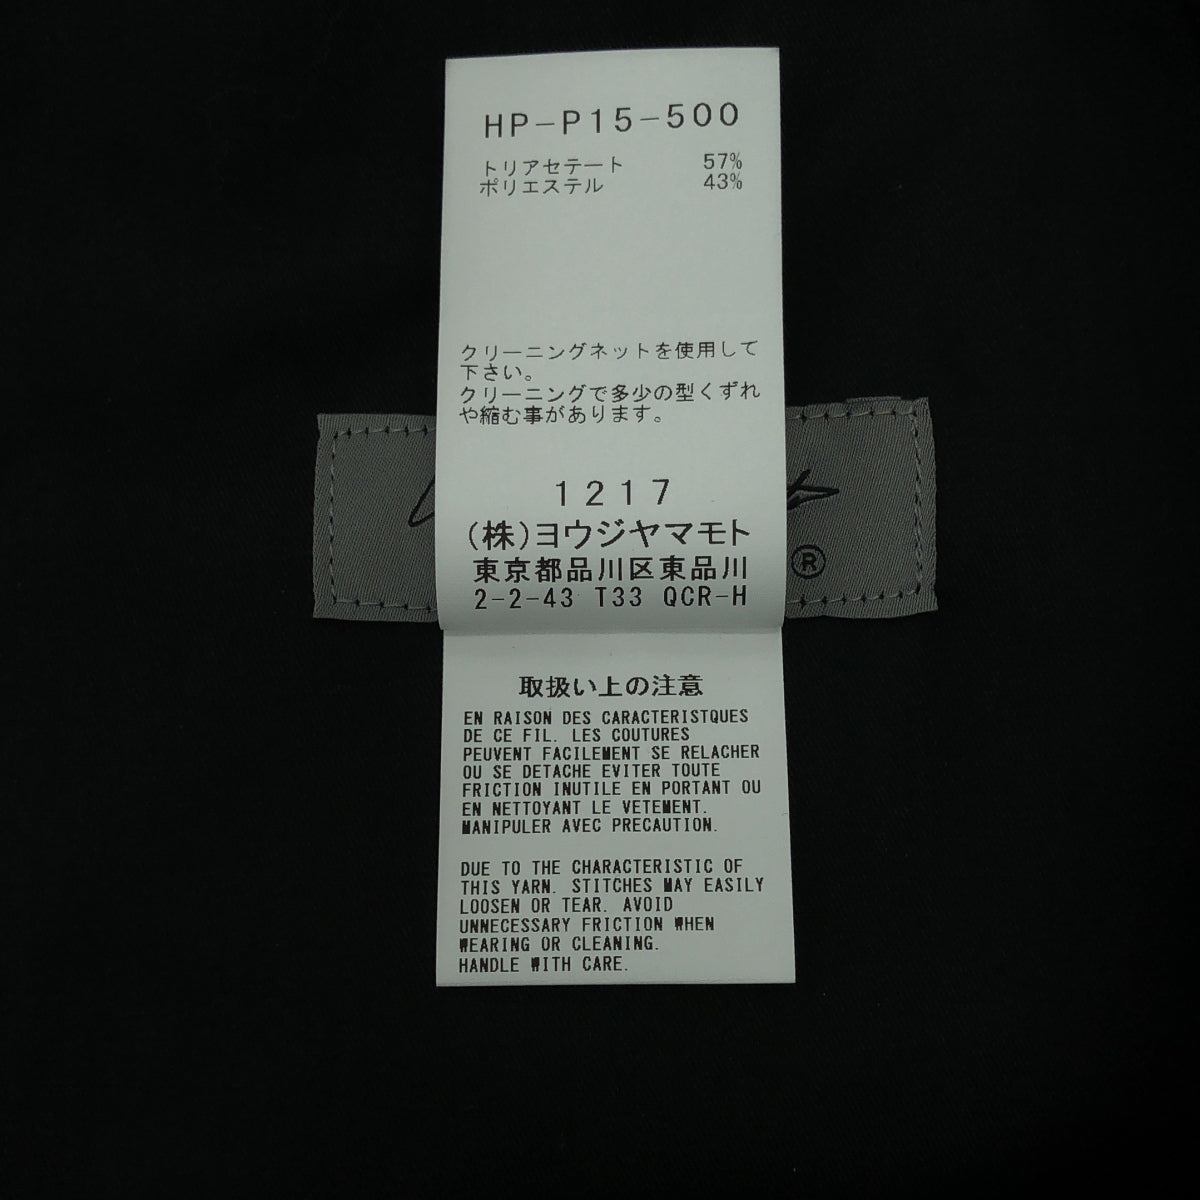 HP-P15-500
トリアセテート 57%
ポリエステル 43%
クリーニングネットを使用して
下さい。
クリーニングで多少の型くずれ
や縮む事があります。
1217
(株)ヨウジヤマモト
東京都品川区東品川
2-2-43 T33 QCR-H
®
取扱い上の注意
EN RAISON DES CARACTERISTQUES
DE CE FIL. LES COUTURES
PEUVENT FACILEMENT SE RELACHER
OU SE DETACHE EVITER TOUTE
FRICTION INUTILE EN PORTANT OU
EN NETTOYANT LE VETEMENT.
MANIPULER AVEC PRECAUTION.
DUE TO THE CHARACTERISTIC OF
THIS YARN. STITCHES MAY EASILY
LOOSEN OR TEAR. AVOID
UNNECESSARY FRICTION WHEN
WEARING OR CLEANING.
HANDLE WITH CARE.